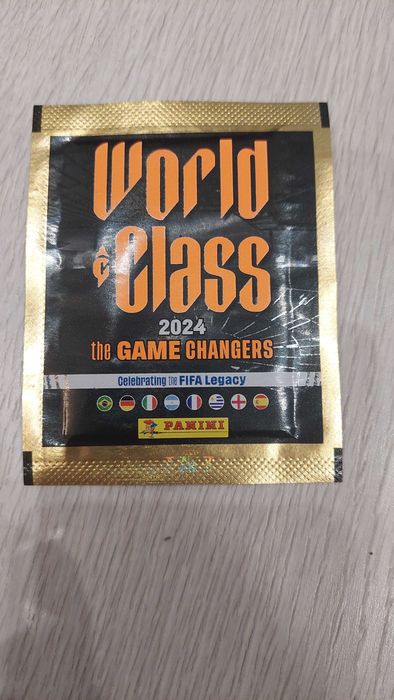 World
Class
2024
the GAME CHANGERS
Celebrating the FIFA Legacy
PANINI